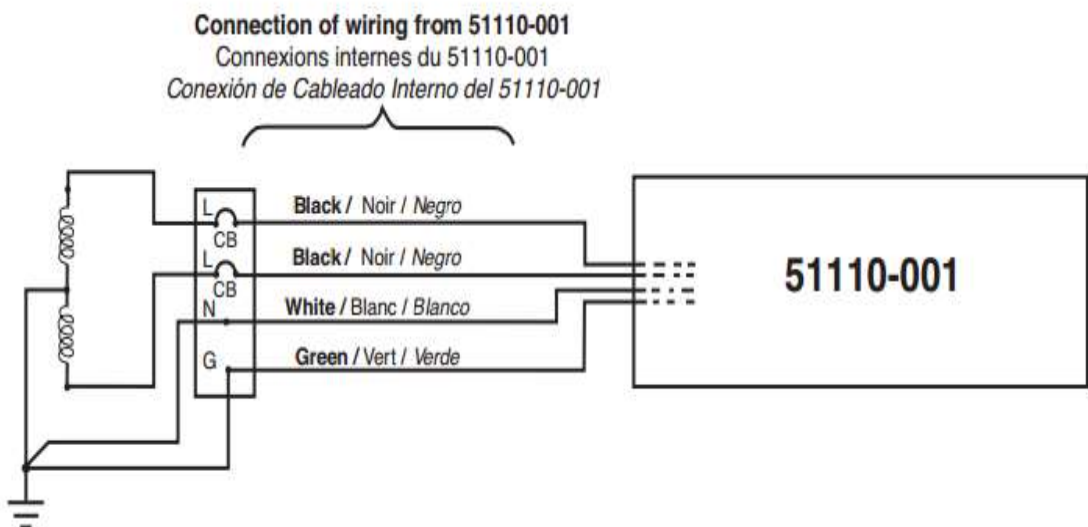 Connection of wiring from 51110-001
Connexions internes du 51110-001
Conexión de Cableado Interno del 51110-001
L
Black / Noir / Negro
CB
L
Black / Noir / Negro
CB
N
White / Blanc / Blanco
G
Green / Vert / Verde
51110-001